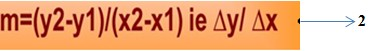 m=(y2-y1)/(x2-x1) ie Δy/ Δx 2